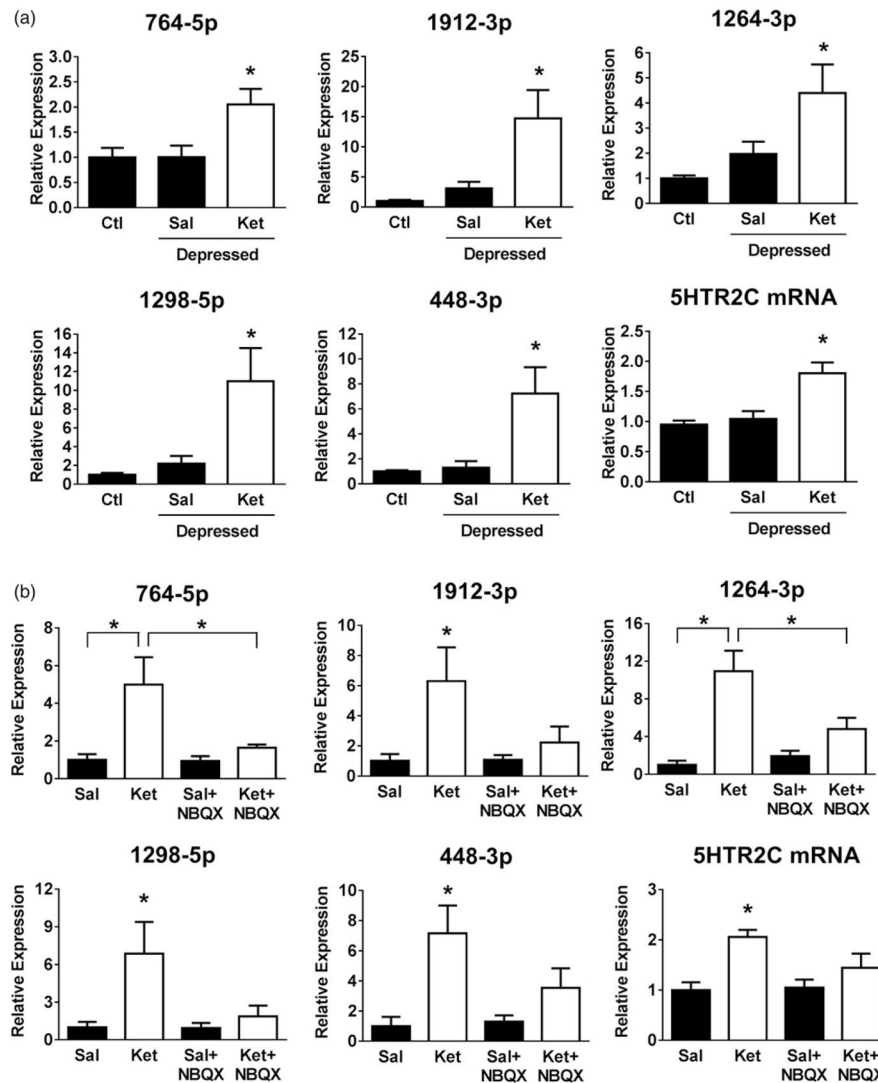 (a)
764-5p
1912-3p
1264-3p
Relative Expression
3.0
2.5
2.0
1.5
1.0
0.5
0.0
*
Ctl
Sal
Ket
Depressed
Relative Expression
25
20
15
10
5
0
*
Ctl
Sal
Ket
Depressed
Relative Expression
6
5
4
3
2
1
0
*
Ctl
Sal
Ket
Depressed
1298-5p
448-3p
5HTR2C mRNA
Relative Expression
16
14
12
10
8
6
4
2
0
*
Ctl
Sal
Ket
Depressed
Relative Expression
12
10
8
6
4
2
0
*
Ctl
Sal
Ket
Depressed
Relative Expression
2.5
2.0
1.5
1.0
0.5
0.0
*
Ctl
Sal
Ket
Depressed
(b)
764-5p
1912-3p
1264-3p
Relative Expression
8
6
4
2
0
*
*
Sal
Ket
Sal+
NBQX
Ket+
NBQX
Relative Expression
10
8
6
4
2
0
*
Sal
Ket
Sal+
NBQX
Ket+
NBQX
Relative Expression
16
12
8
4
0
*
*
Sal
Ket
Sal+
NBQX
Ket+
NBQX
1298-5p
448-3p
5HTR2C mRNA
Relative Expression
12
9
6
3
0
*
Sal
Ket
Sal+
NBQX
Ket+
NBQX
Relative Expression
10
8
6
4
2
0
*
Sal
Ket
Sal+
NBQX
Ket+
NBQX
Relative Expression
3
2
1
0
*
Sal
Ket
Sal+
NBQX
Ket+
NBQX